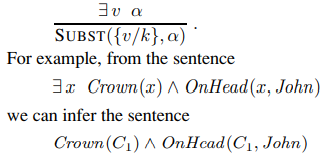 ∃ v α
SUBST({v/k}, α) .
For example, from the sentence
∃ x Crown(x) ∧ OnHead(x, John)
we can infer the sentence
Crown(C₁) ∧ OnHead(C₁, John)